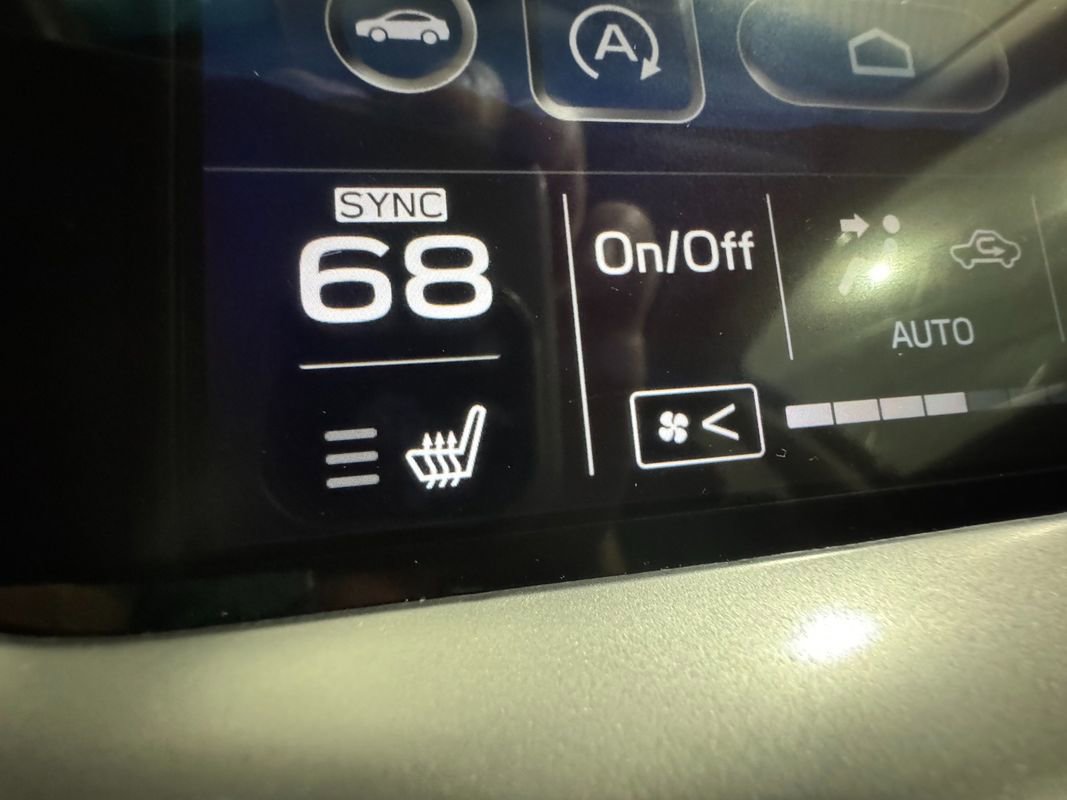 A
SYNC
68
On/Off
AUTO
<